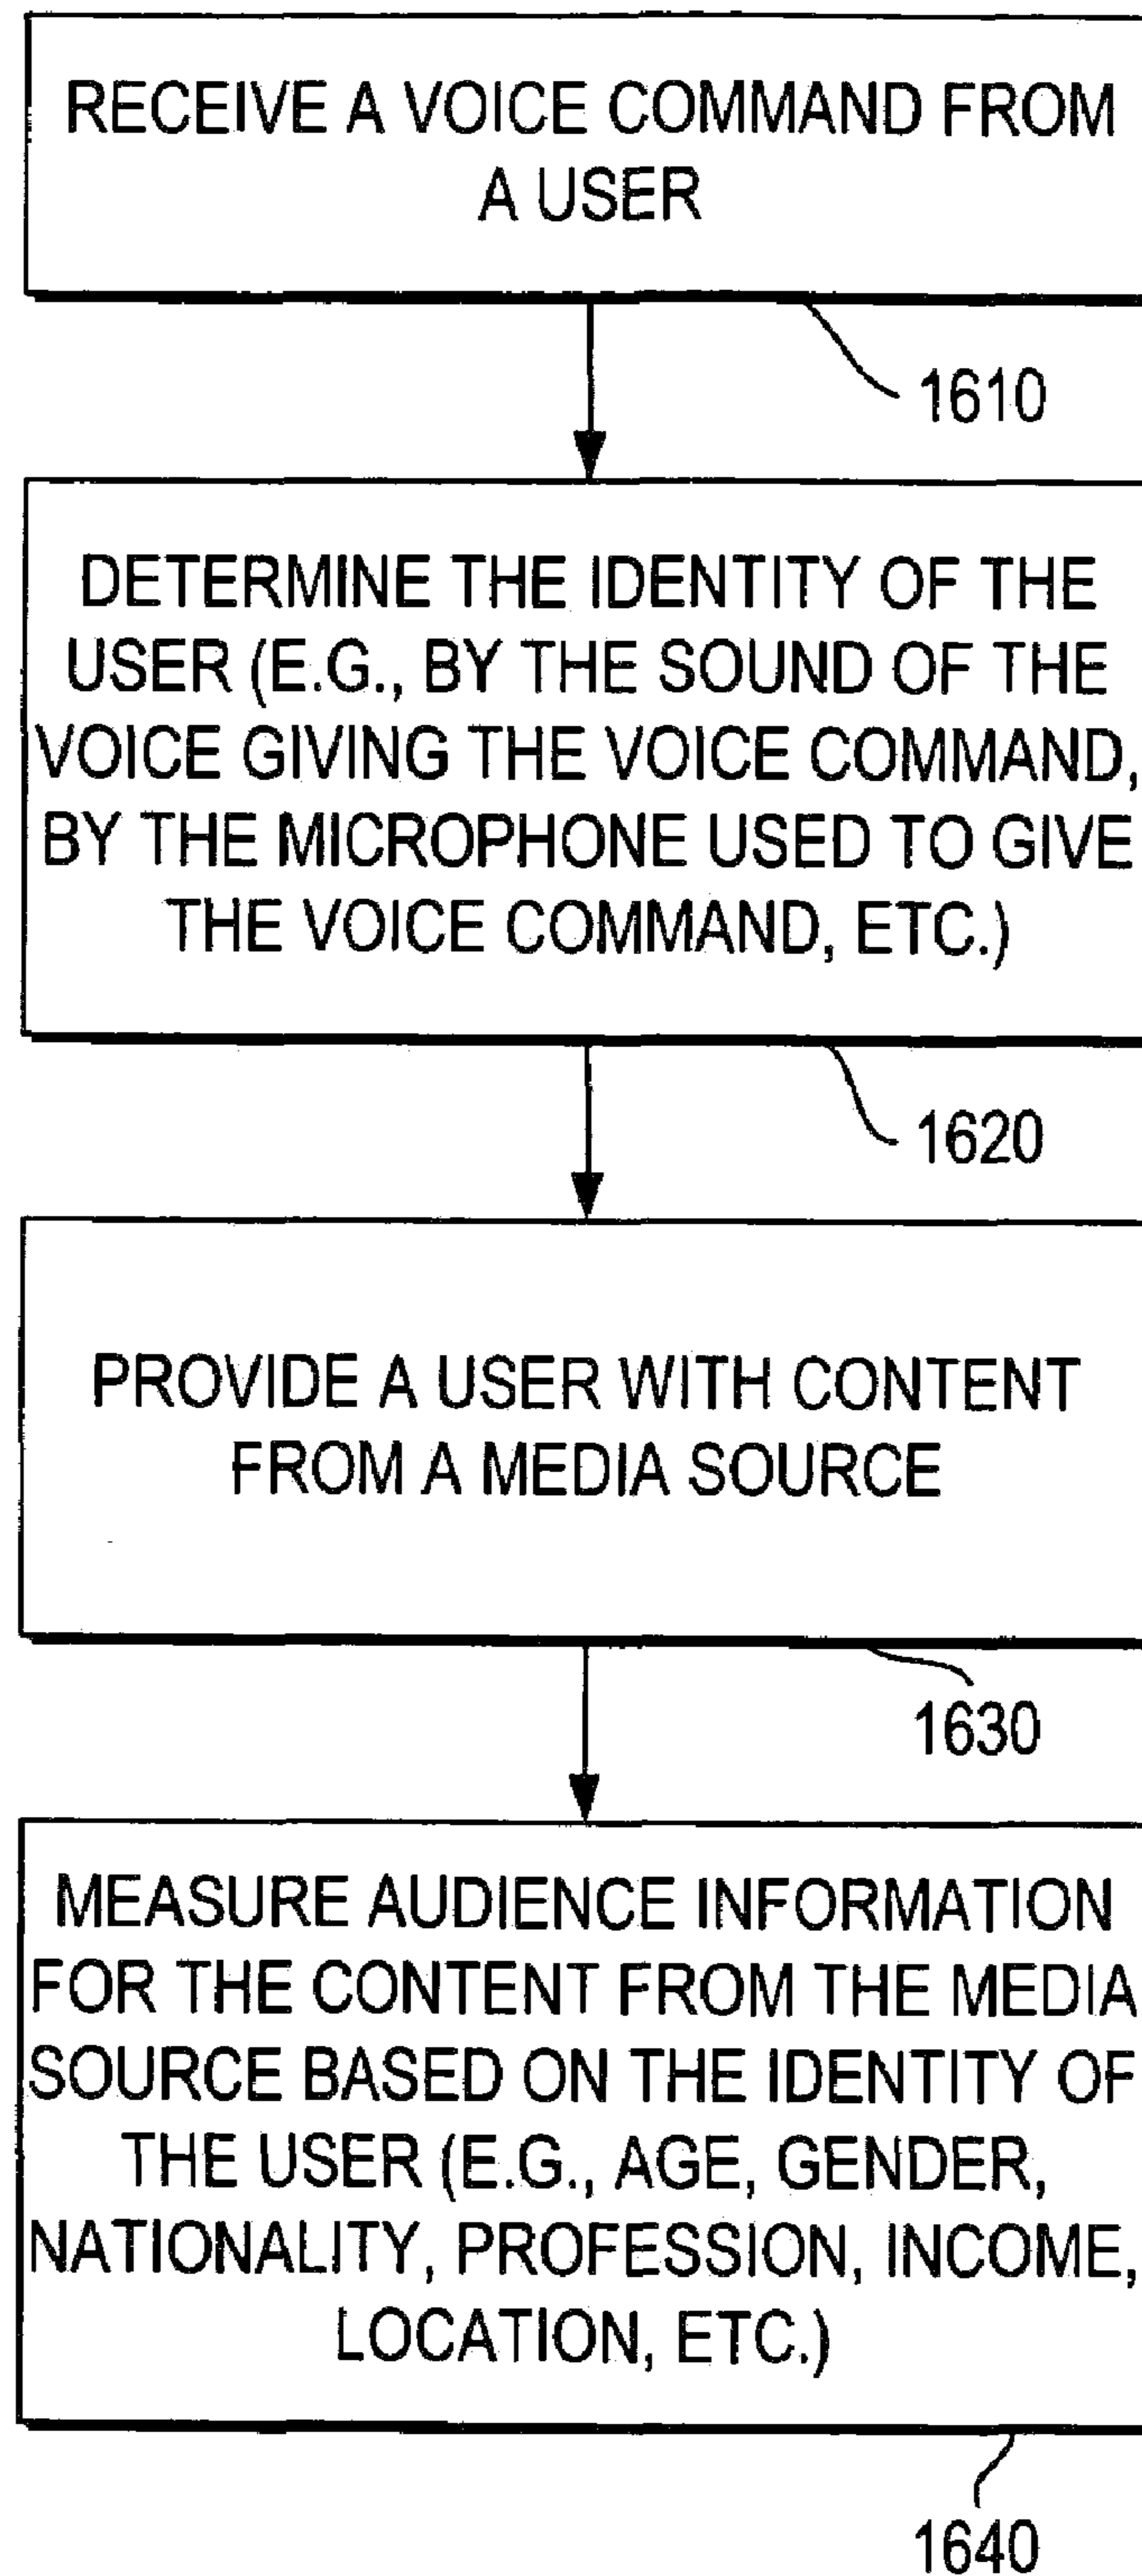 RECEIVE A VOICE COMMAND FROM
A USER
1610
DETERMINE THE IDENTITY OF THE
USER (E.G., BY THE SOUND OF THE
VOICE GIVING THE VOICE COMMAND,
BY THE MICROPHONE USED TO GIVE
THE VOICE COMMAND, ETC.)
1620
PROVIDE A USER WITH CONTENT
FROM A MEDIA SOURCE
1630
MEASURE AUDIENCE INFORMATION
FOR THE CONTENT FROM THE MEDIA
SOURCE BASED ON THE IDENTITY OF
THE USER (E.G., AGE, GENDER,
NATIONALITY, PROFESSION, INCOME,
LOCATION, ETC.)
1640